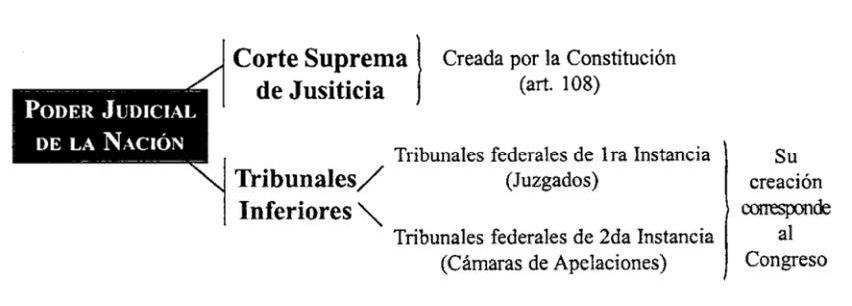 PODER JUDICIAL
DE LA NACIÓN
Corte Suprema
de Jusiticia
Creada por la Constitución
(art. 108)
Tribunales
Inferiores
Tribunales federales de 1ra Instancia
(Juzgados)
Tribunales federales de 2da Instancia
(Cámaras de Apelaciones)
Su
creación
corresponde
al
Congreso